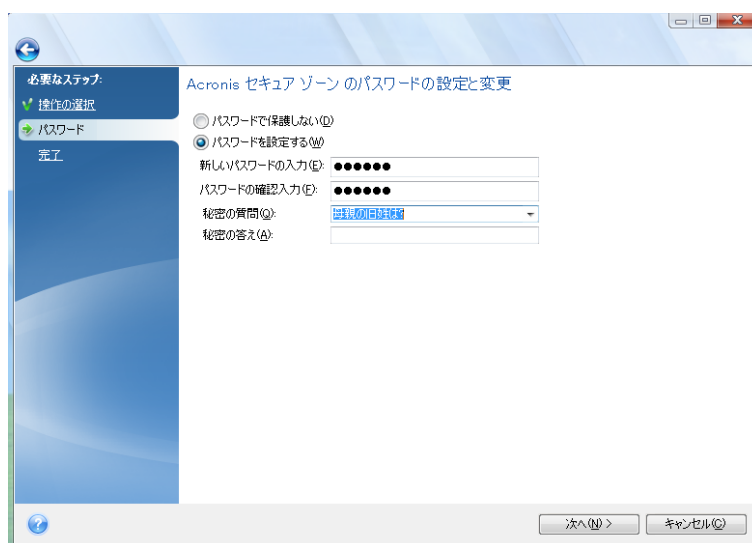 必要なステップ:
操作の選択
パスワード
完了
Acronis セキュア ゾーン のパスワードの設定と変更
パスワードで保護しない(D)
パスワードを設定する(W)
新しいパスワードの入力(E): ●●●●●●
パスワードの確認入力(F): ●●●●●●
秘密の質問(Q): 母親の旧姓は?
秘密の答え(A):
次へ(N) >
キャンセル(C)